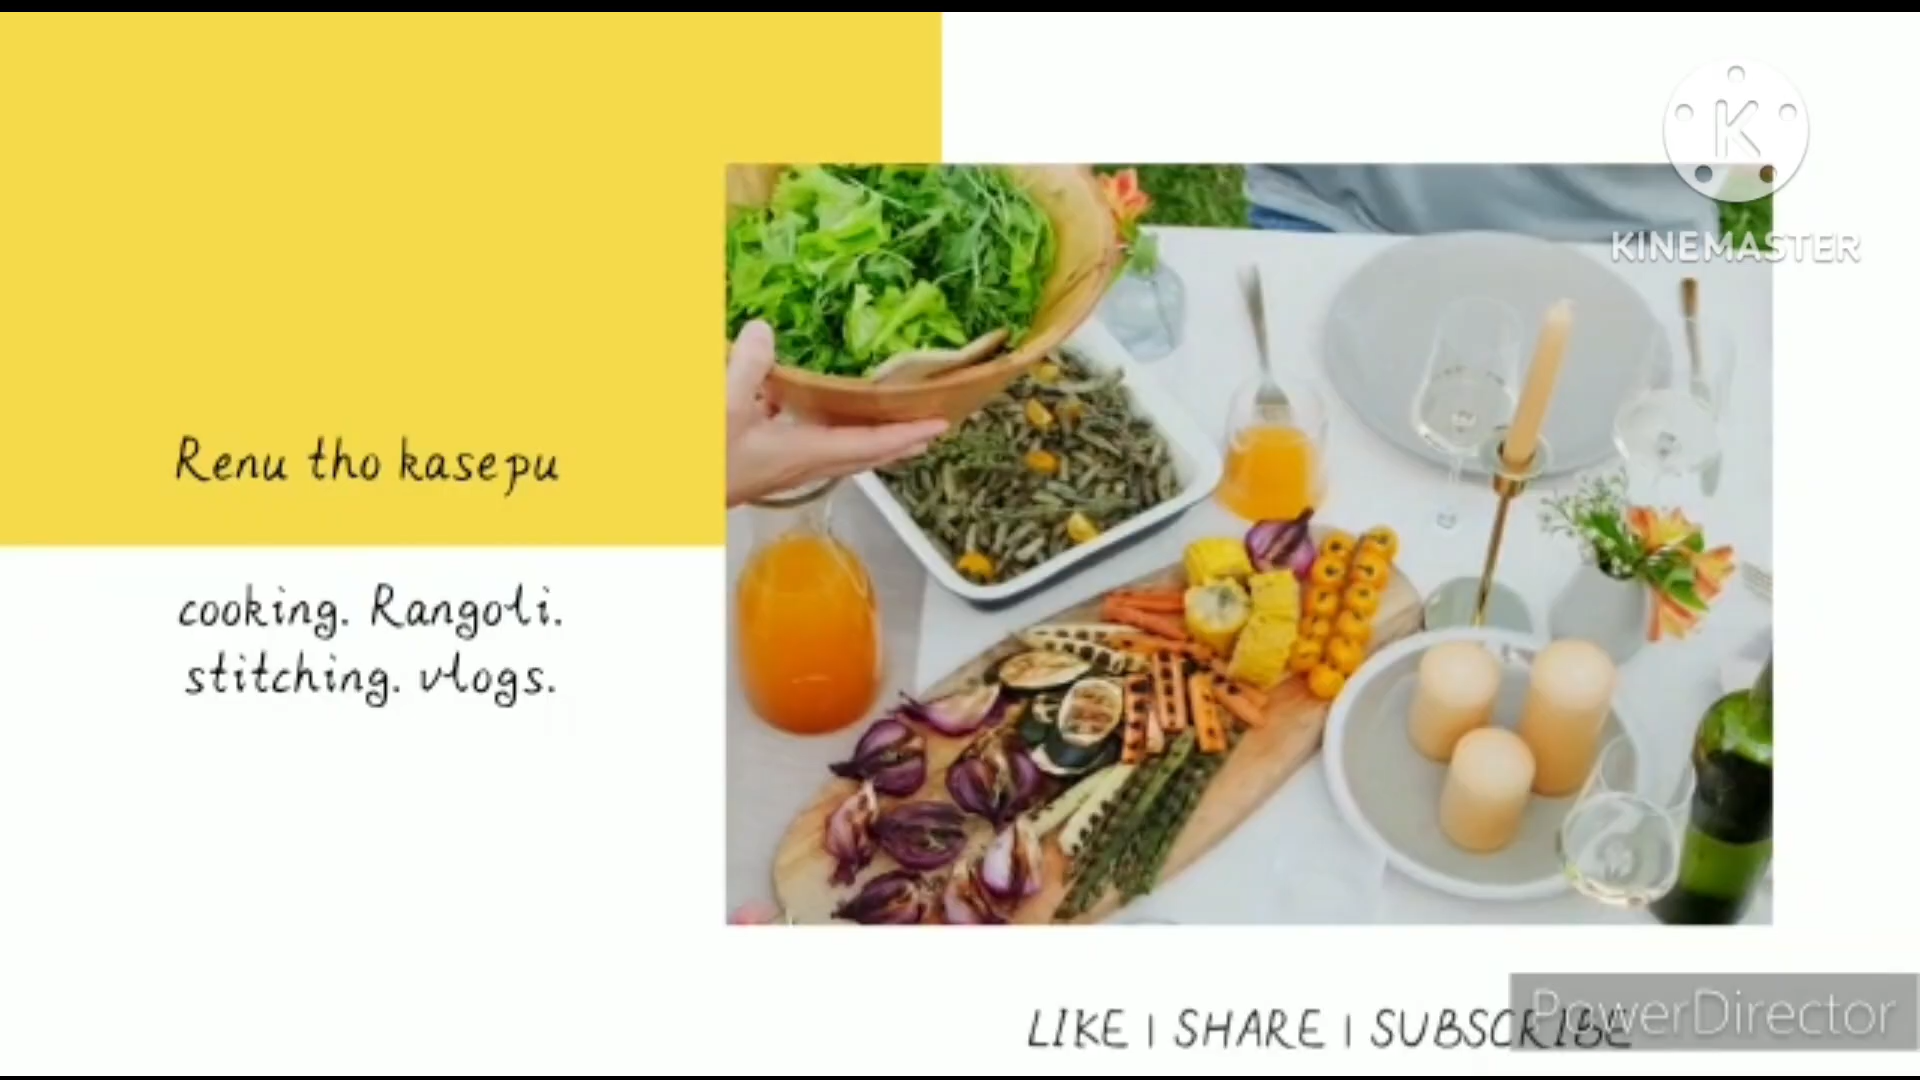 K
KINEMASTER
Renu tho kasepu
cooking. Rangoli.
stitching. vlogs.
LIKE | SHARE | SUBSCRIBE
PowerDirector